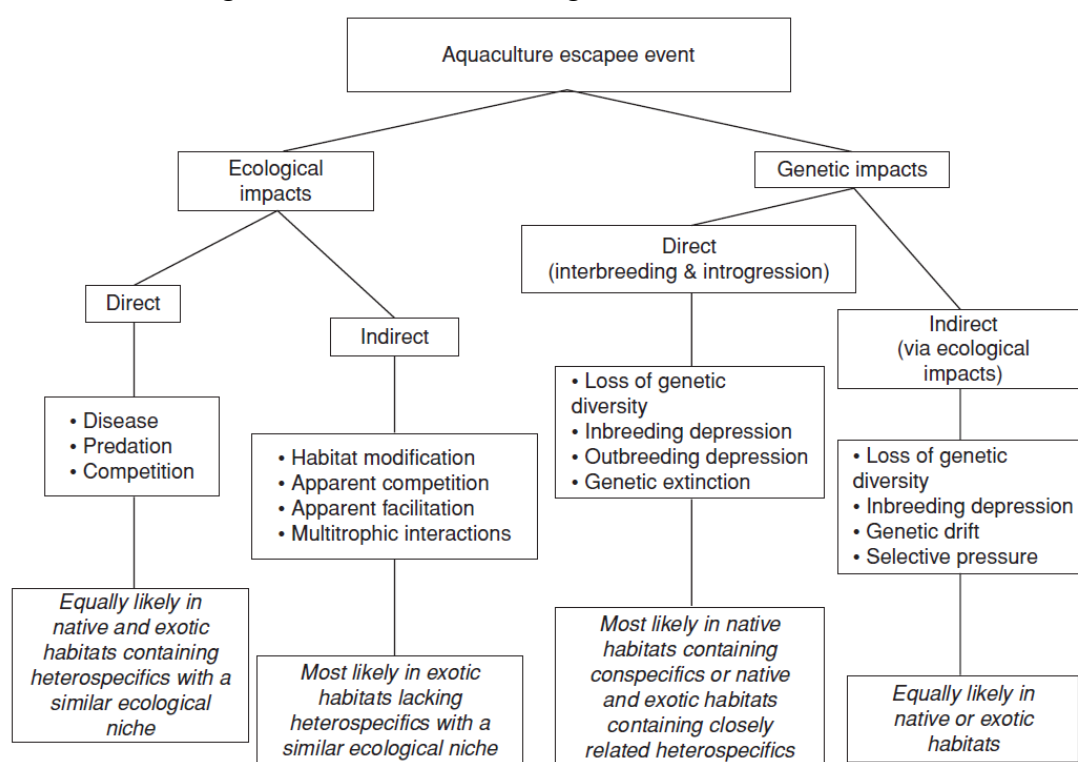 Aquaculture escapee event
Ecological
impacts
Genetic impacts
Direct
• Disease
• Predation
• Competition
Equally likely in
native and exotic
habitats containing
heterospecifics with a
similar ecological
niche
Indirect
• Habitat modification
• Apparent competition
• Apparent facilitation
• Multitrophic interactions
Most likely in exotic
habitats lacking
heterospecifics with a
similar ecological niche
Direct
(interbreeding & introgression)
• Loss of genetic
diversity
• Inbreeding depression
• Outbreeding depression
• Genetic extinction
Most likely in native
habitats containing
conspecifics or native
and exotic habitats
containing closely
related heterospecifics
Indirect
(via ecological
impacts)
• Loss of genetic
diversity
• Inbreeding depression
• Genetic drift
• Selective pressure
Equally likely in
native or exotic
habitats